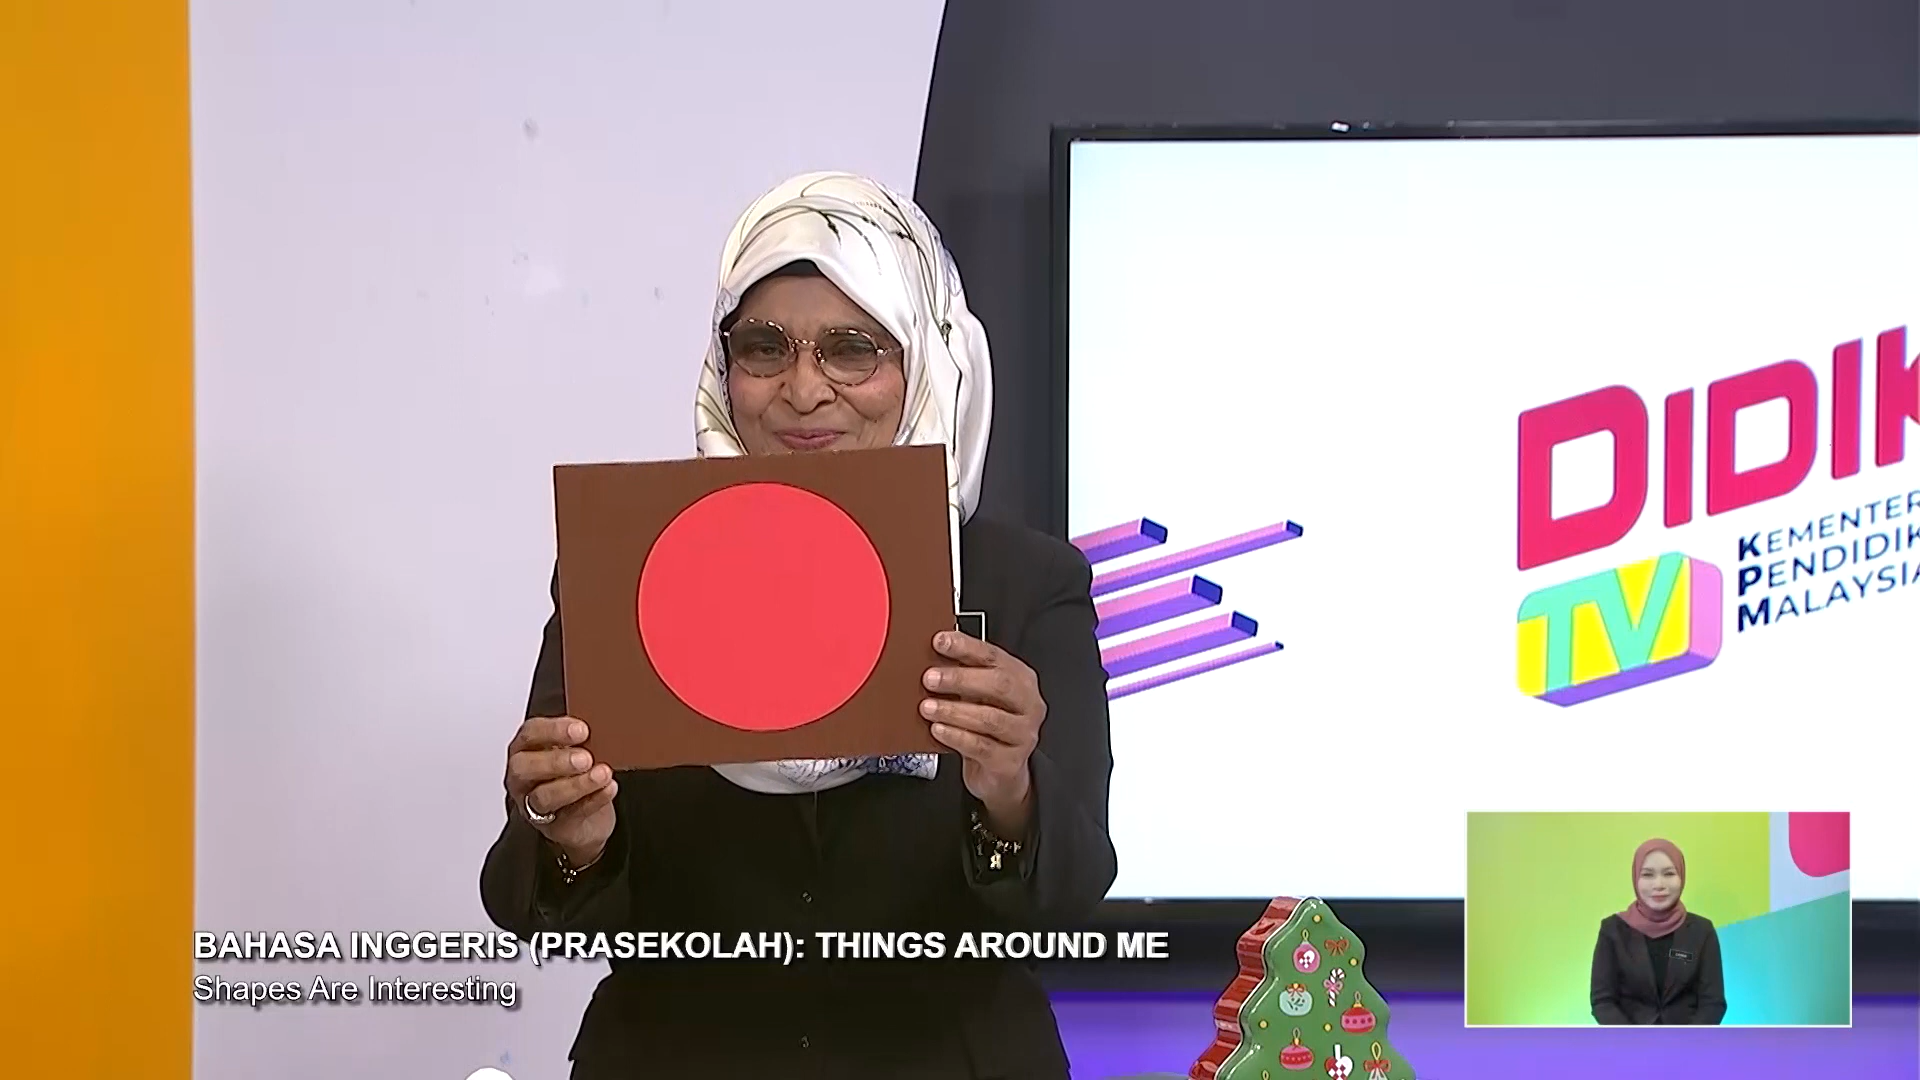 DIDIK
TV
KEMENTER
PENDIDIK
MALAYSIA
BAHASA INGGERIS (PRASEKOLAH): THINGS AROUND ME
Shapes Are Interesting